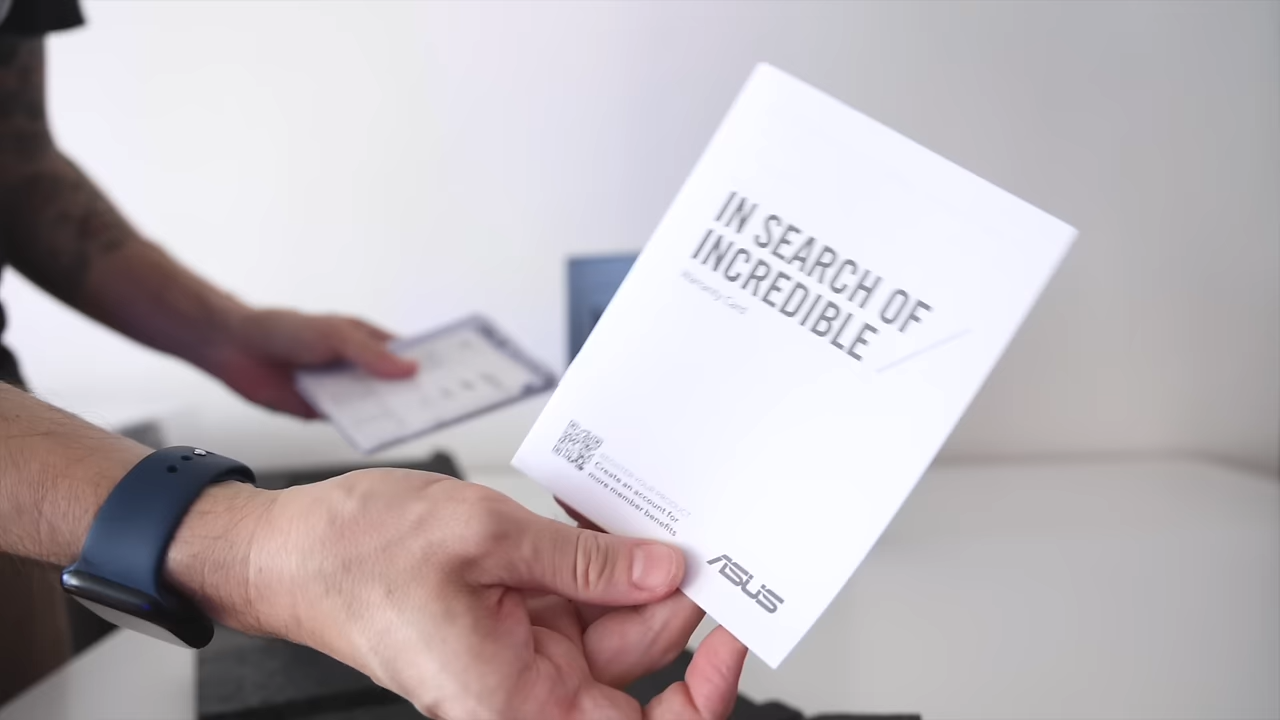 IN SEARCH OF
INCREDIBLE
Warranty Card
REGISTER YOUR PRODUCT
Create an account for
more member benefits
ASUS